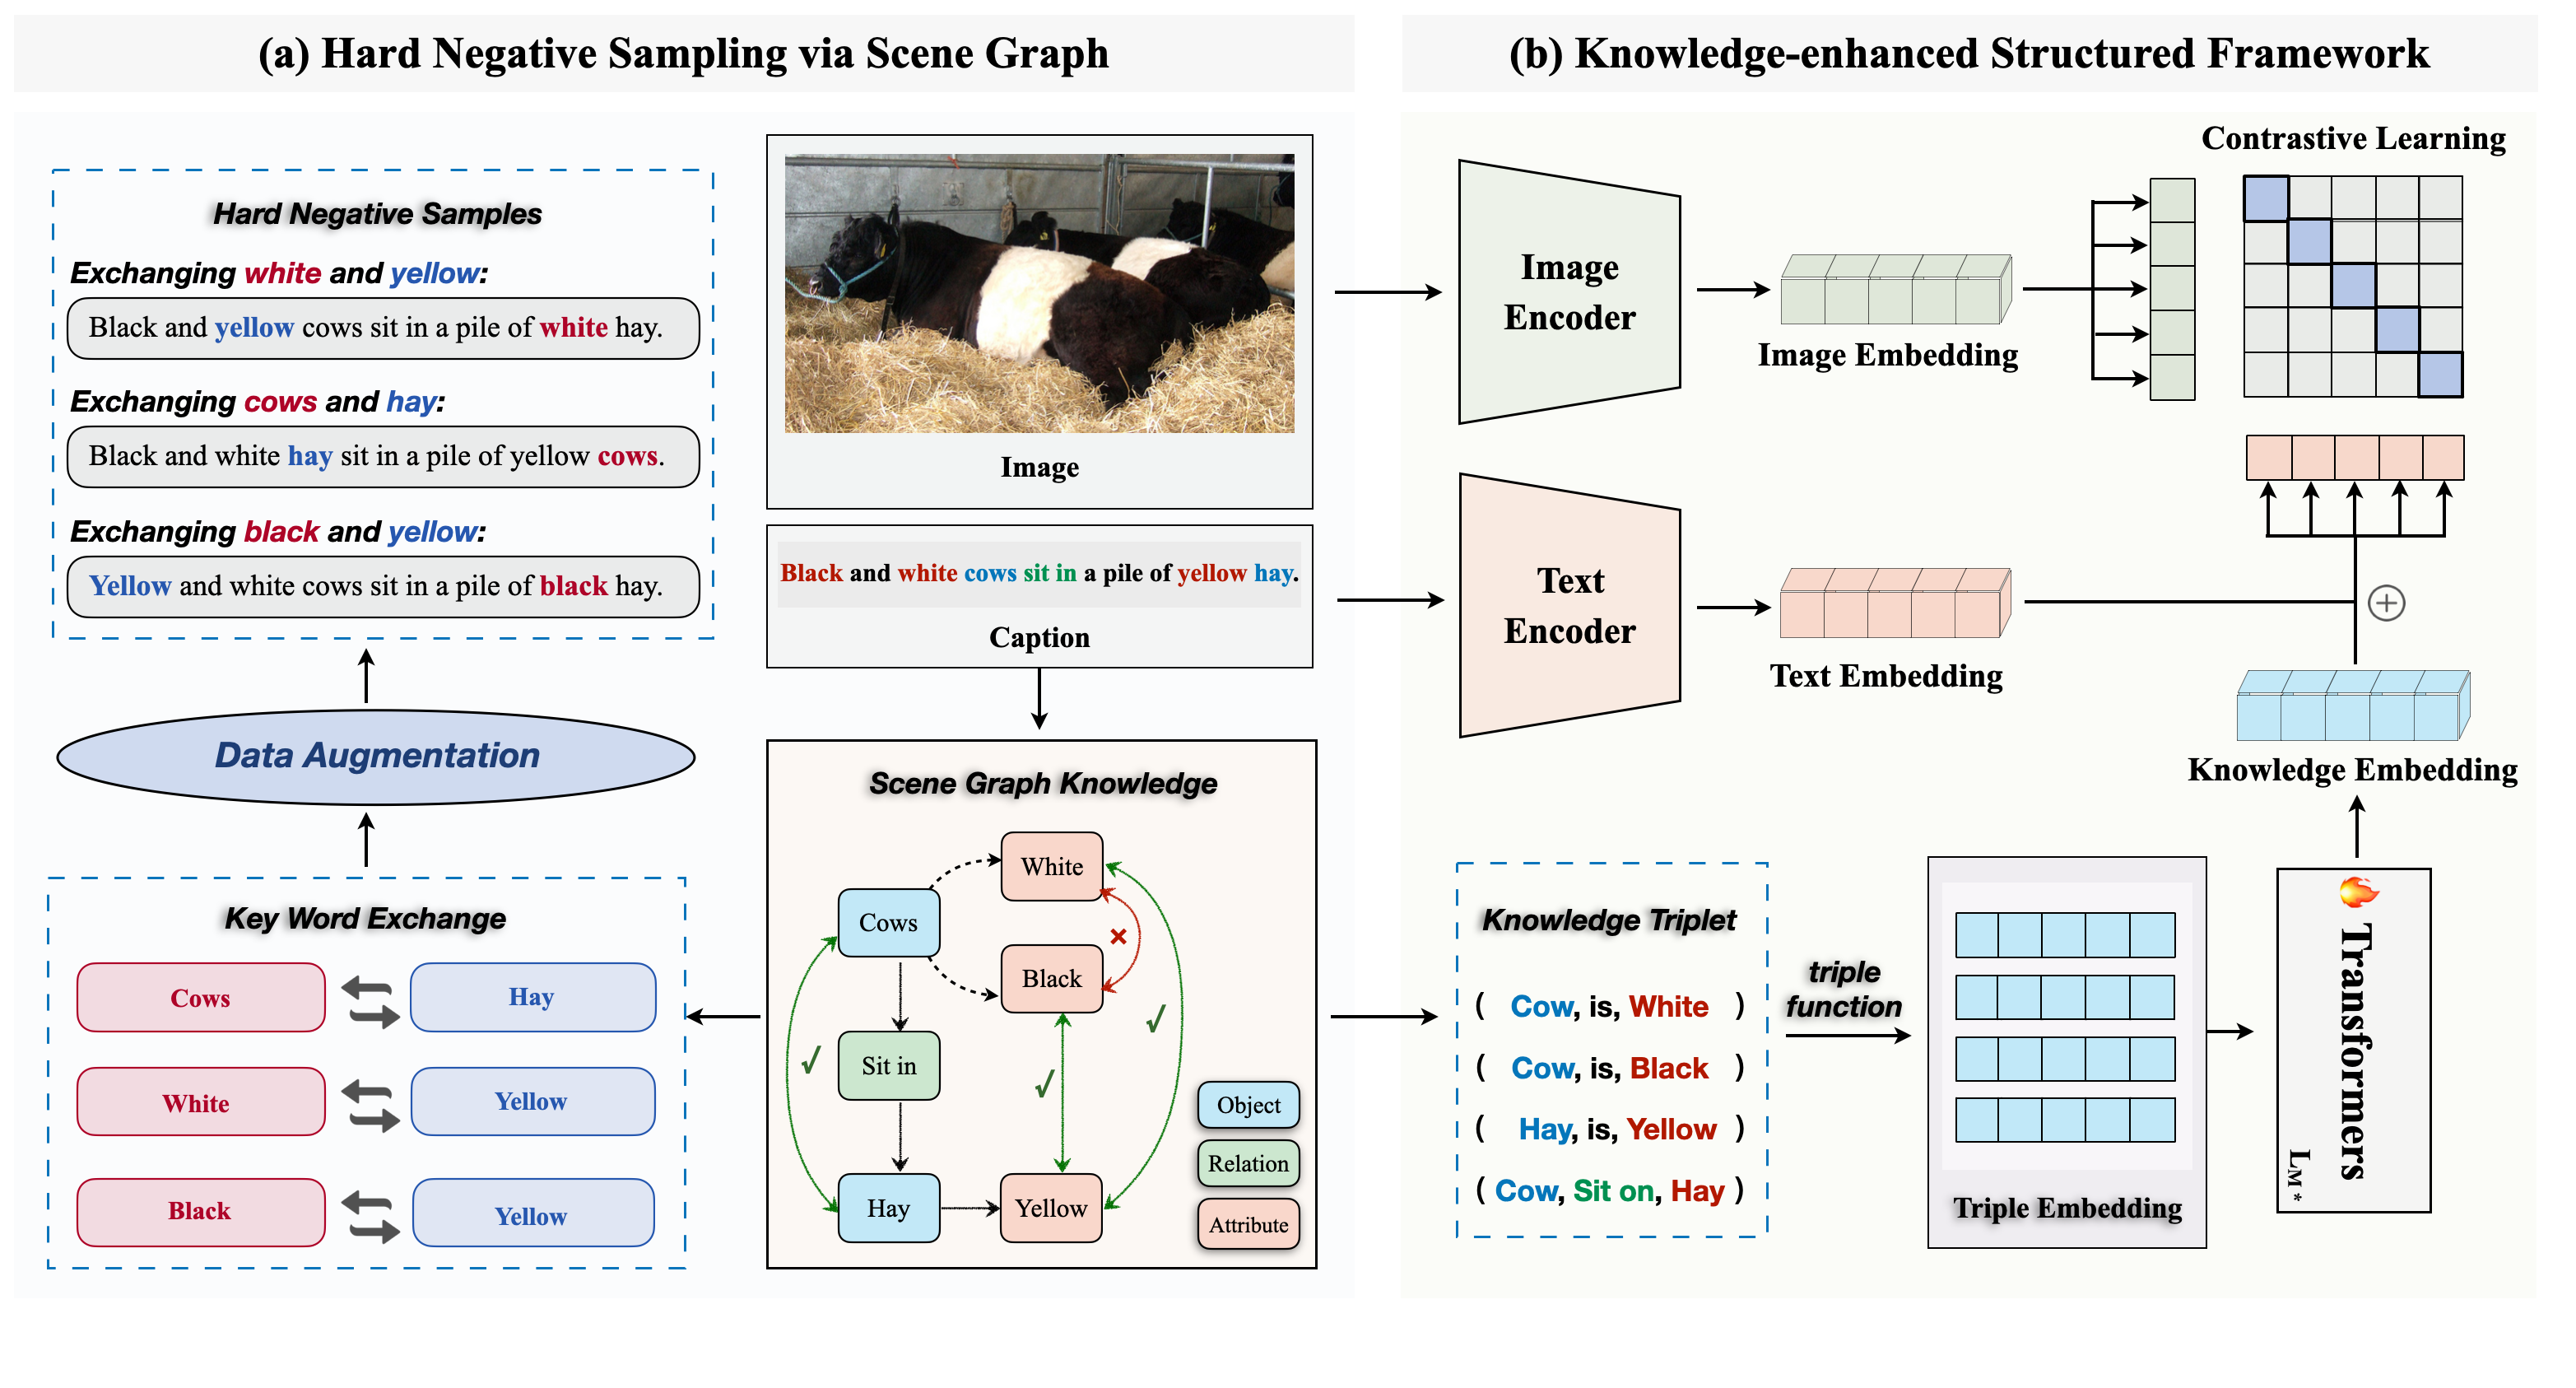 (a) Hard Negative Sampling via Scene Graph
Hard Negative Samples
Exchanging white and yellow:
Black and yellow cows sit in a pile of white hay.
Exchanging cows and hay:
Black and white hay sit in a pile of yellow cows.
Exchanging black and yellow:
Yellow and white cows sit in a pile of black hay.
Data Augmentation
Key Word Exchange
Cows
Hay
White
Yellow
Black
Yellow
Image
Black and white cows sit in a pile of yellow hay.
Caption
Scene Graph Knowledge
White
Cows
Black
Sit in
Hay
Yellow
Object
Relation
Attribute
(b) Knowledge-enhanced Structured Framework
Image
Encoder
Image Embedding
Contrastive Learning
Text
Encoder
Text Embedding
Knowledge Embedding
Knowledge Triplet
( Cow, is, White )
( Cow, is, Black )
( Hay, is, Yellow )
( Cow, Sit on, Hay )
triple
function
Triple Embedding
Transformers
LM*